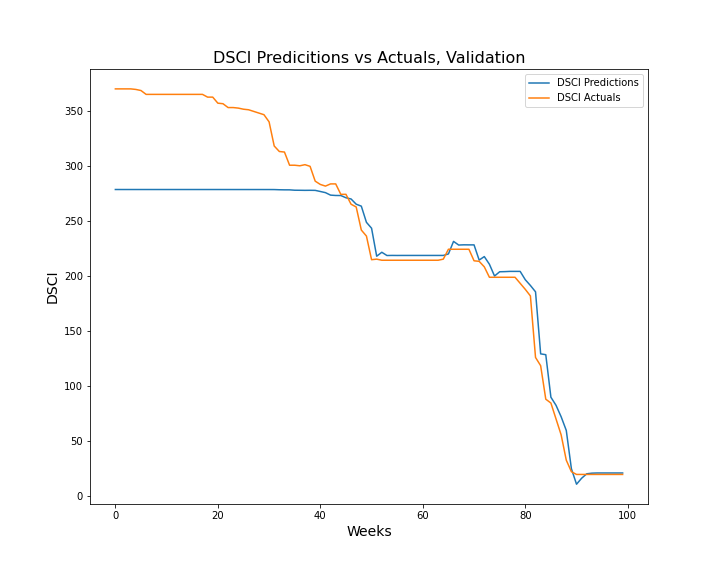 DSCI Predicitions vs Actuals, Validation
DSCI Predictions
DSCI Actuals
DSCI
350
300
250
200
150
100
50
0
0 20 40 60 80 100
Weeks